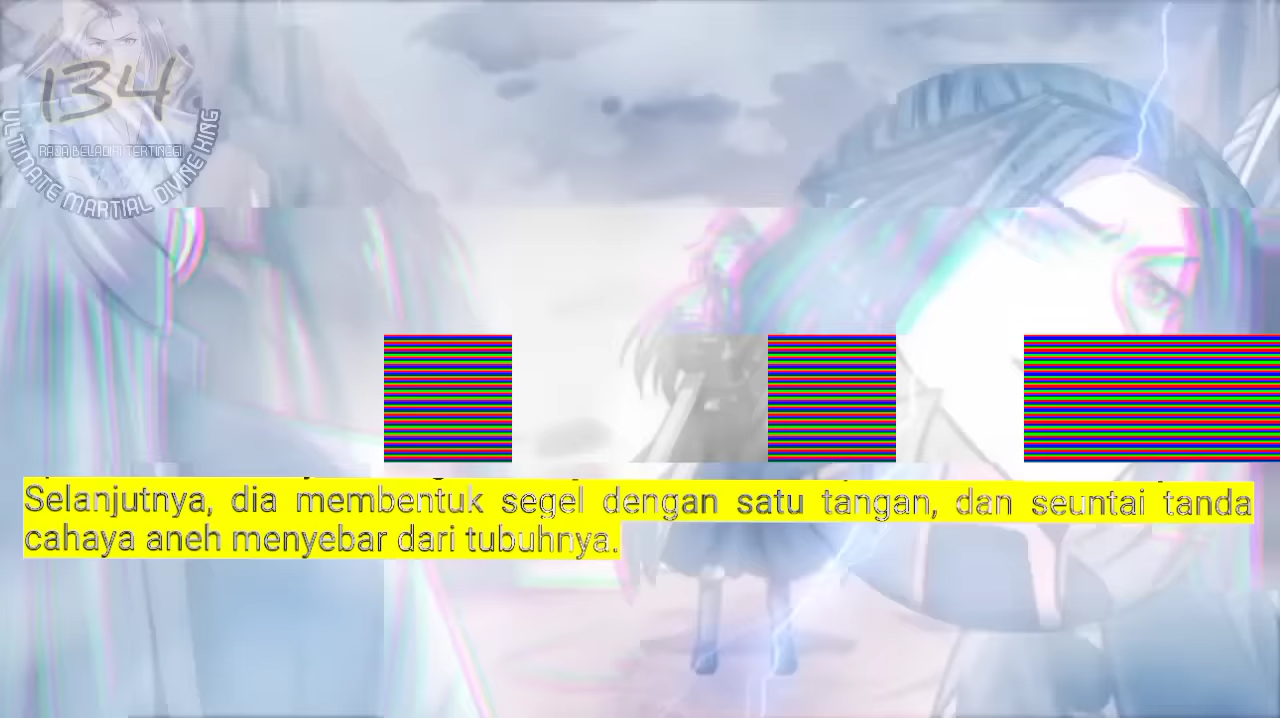 134
RAJA BELADIRI TERTINGGI
ULTIMATE MARTIAL DIVINE KING
Selanjutnya, dia membentuk segel dengan satu tangan, dan seuntai tanda
cahaya aneh menyebar dari tubuhnya.